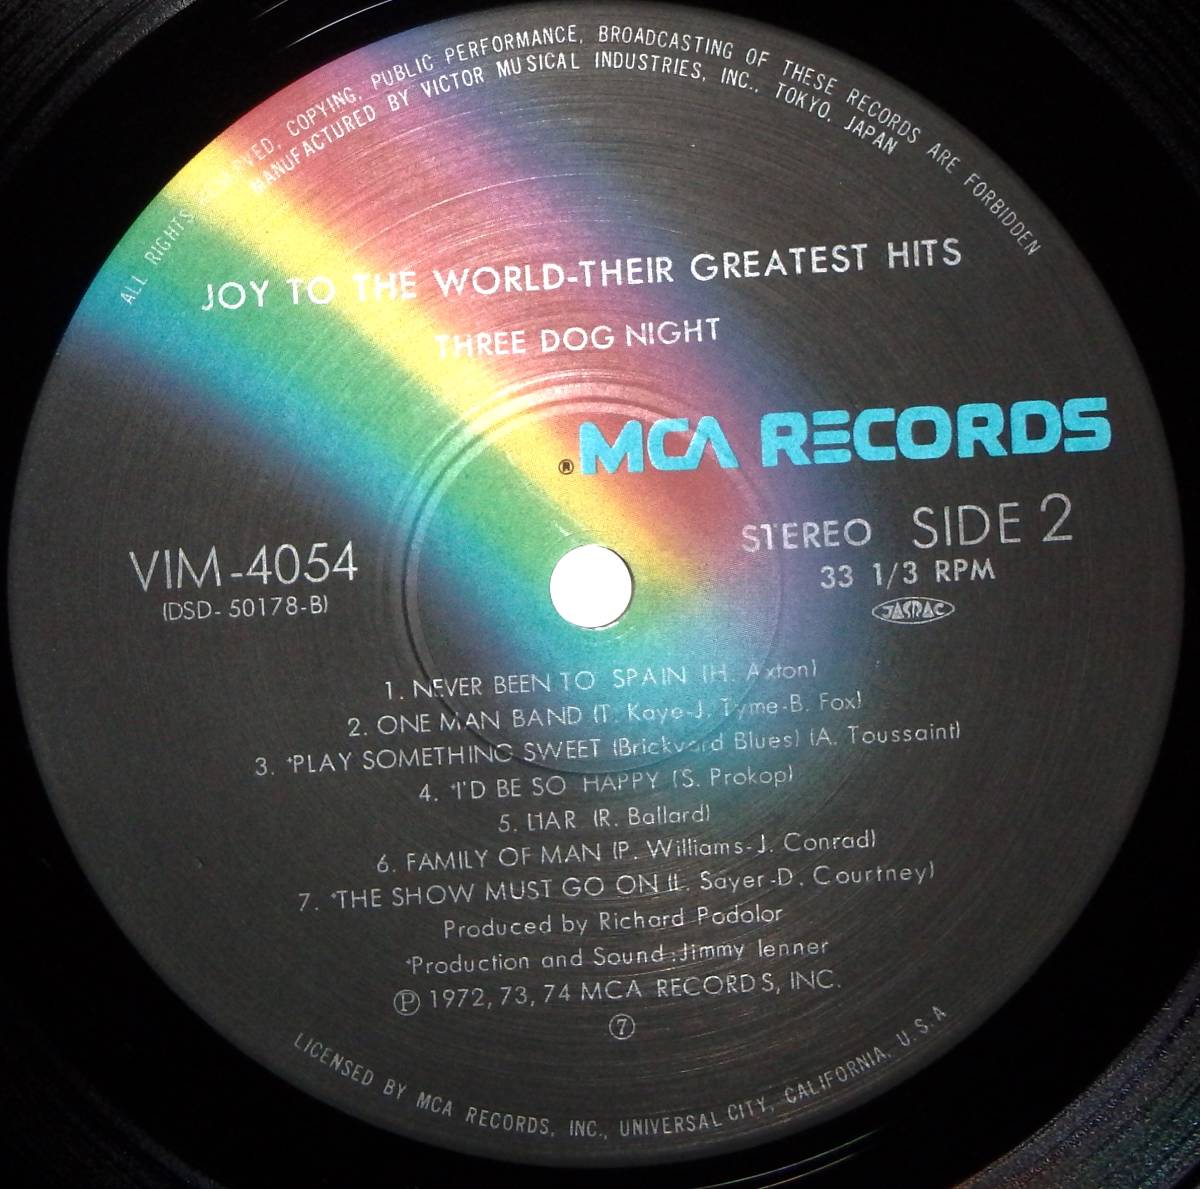 ALL RIGHTS RESERVED, COPYING, PUBLIC PERFORMANCE, BROADCASTING OF THESE RECORDS ARE FORBIDDEN
MANUFACTURED BY VICTOR MUSICAL INDUSTRIES, INC., TOKYO, JAPAN
JOY TO THE WORLD-THEIR GREATEST HITS
THREE DOG NIGHT
® MCA RECORDS
STEREO SIDE 2
33 1/3 RPM
JASRAC
VIM-4054
(DSD-50178-B)
1. NEVER BEEN TO SPAIN (H. Axton)
2. ONE MAN BAND (T. Kaye-J. Tyme-B. Fox)
3. *PLAY SOMETHING SWEET (Brickyard Blues) (A. Toussaint)
4. *I'D BE SO HAPPY (S. Prokop)
5. LIAR (R. Ballard)
6. FAMILY OF MAN (P. Williams-J. Conrad)
7. *THE SHOW MUST GO ON (L. Sayer-D. Courtney)
Produced by Richard Podolor
*Production and Sound:Jimmy Ienner
Ⓟ 1972, 73, 74 MCA RECORDS, INC.
⑦
LICENSED BY MCA RECORDS, INC., UNIVERSAL CITY, CALIFORNIA, U.S.A